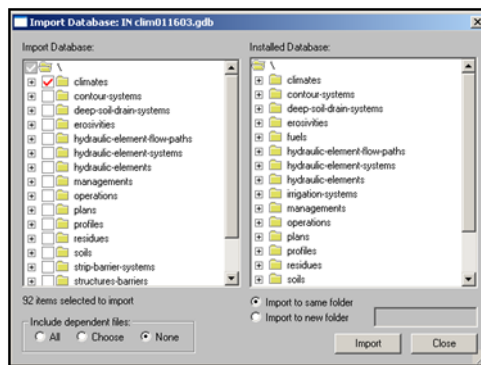 Import Database: IN clim011603.gdb
Import Database:
\
climates
contour-systems
deep-soil-drain-systems
erosivities
hydraulic-element-flow-paths
hydraulic-element-systems
hydraulic-elements
managements
operations
plans
profiles
residues
soils
strip-barrier-systems
structures-barriers
92 items selected to import
Include dependent files:
All Choose None
Installed Database:
\
climates
contour-systems
deep-soil-drain-systems
erosivities
fuels
hydraulic-element-flow-paths
hydraulic-element-systems
hydraulic-elements
irrigation-systems
managements
operations
plans
profiles
residues
soils
Import to same folder
Import to new folder
Import Close